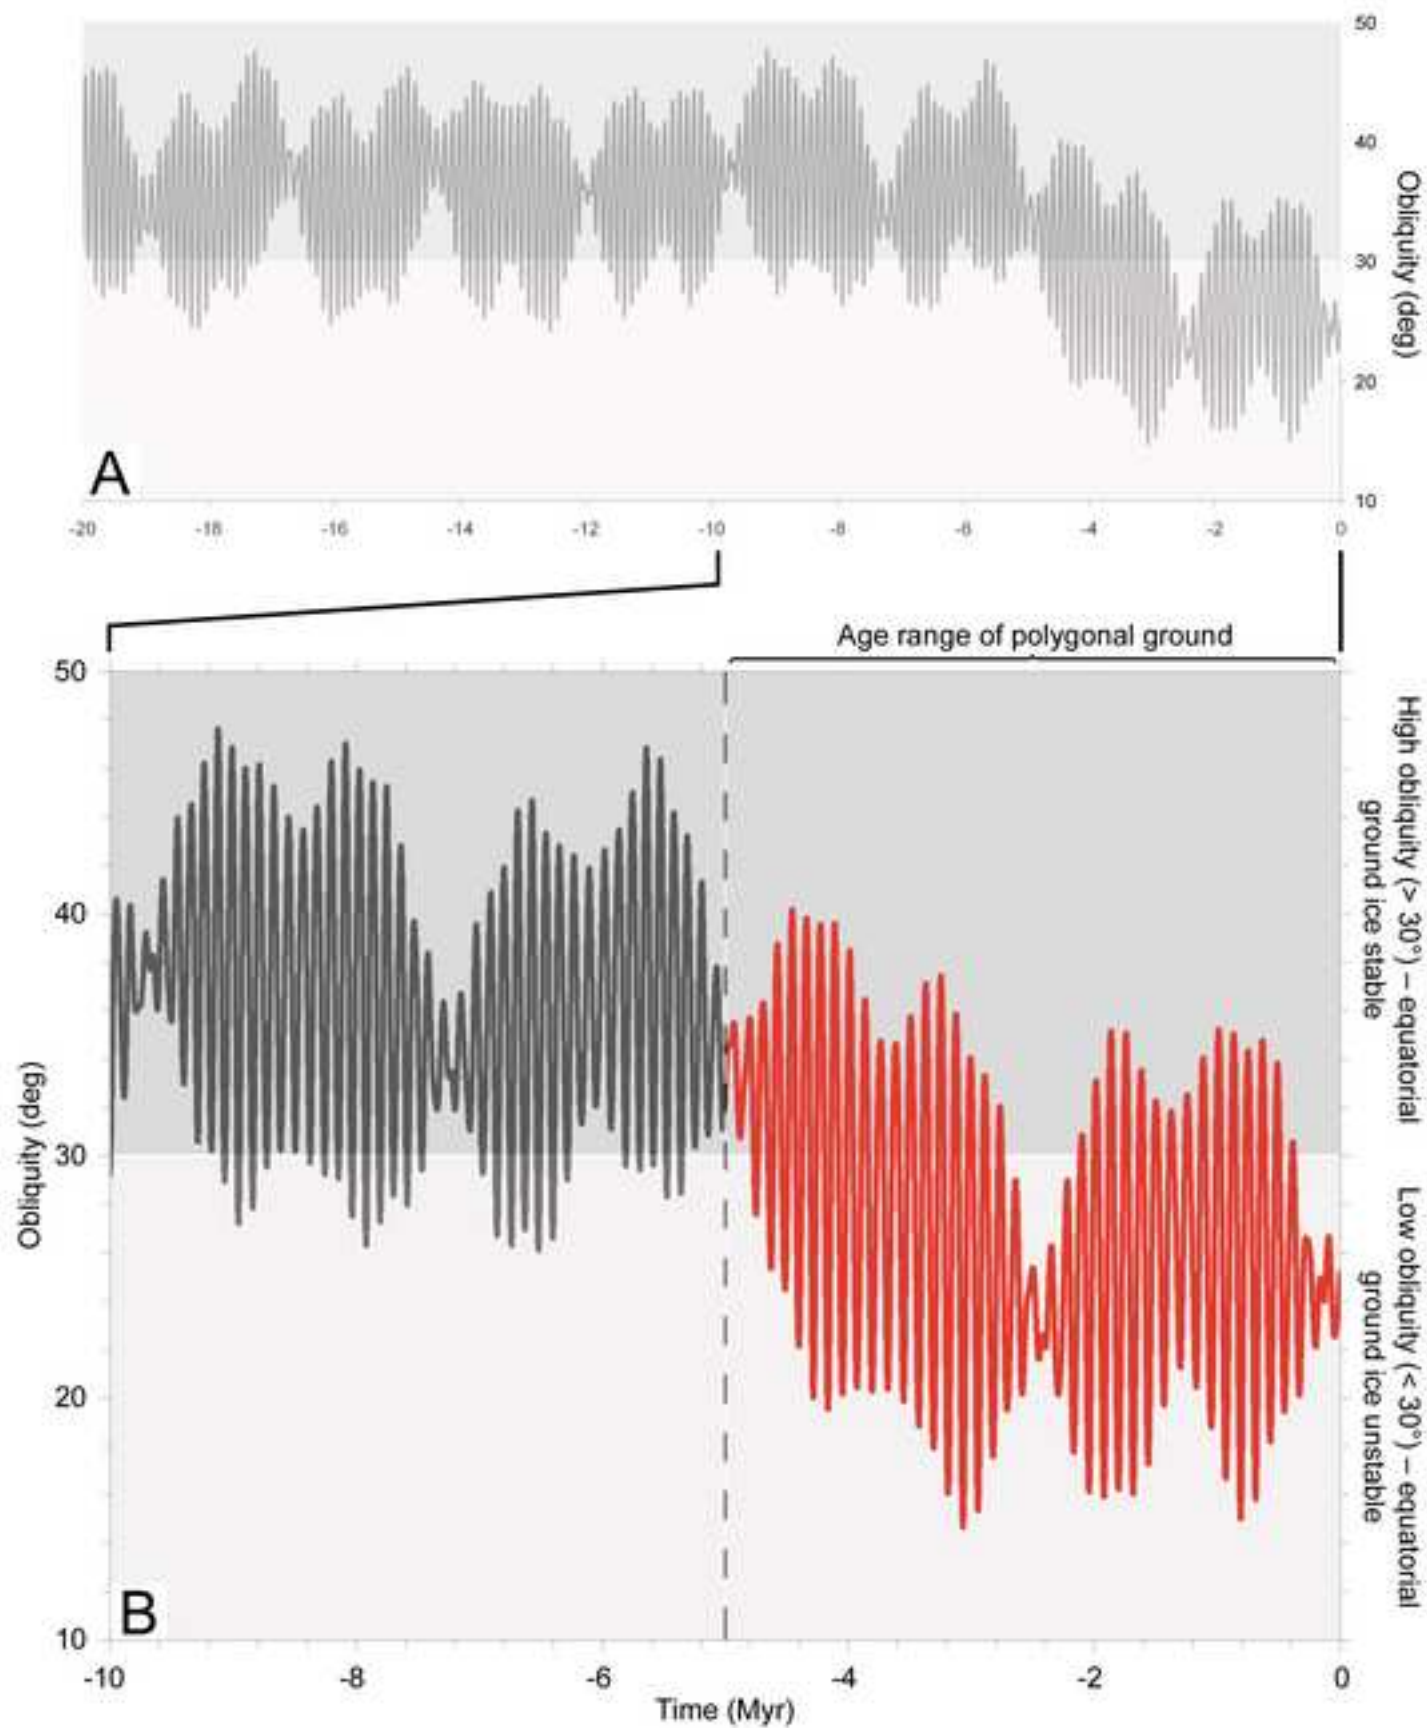 50
40
30
20
10
Obliquity (deg)
A
-20 -18 -16 -14 -12 -10 -8 -6 -4 -2 0
Age range of polygonal ground
50
40
30
20
10
Obliquity (deg)
High obliquity (> 30°) – equatorial
ground ice stable
Low obliquity (< 30°) – equatorial
ground ice unstable
B
-10 -8 -6 -4 -2 0
Time (Myr)